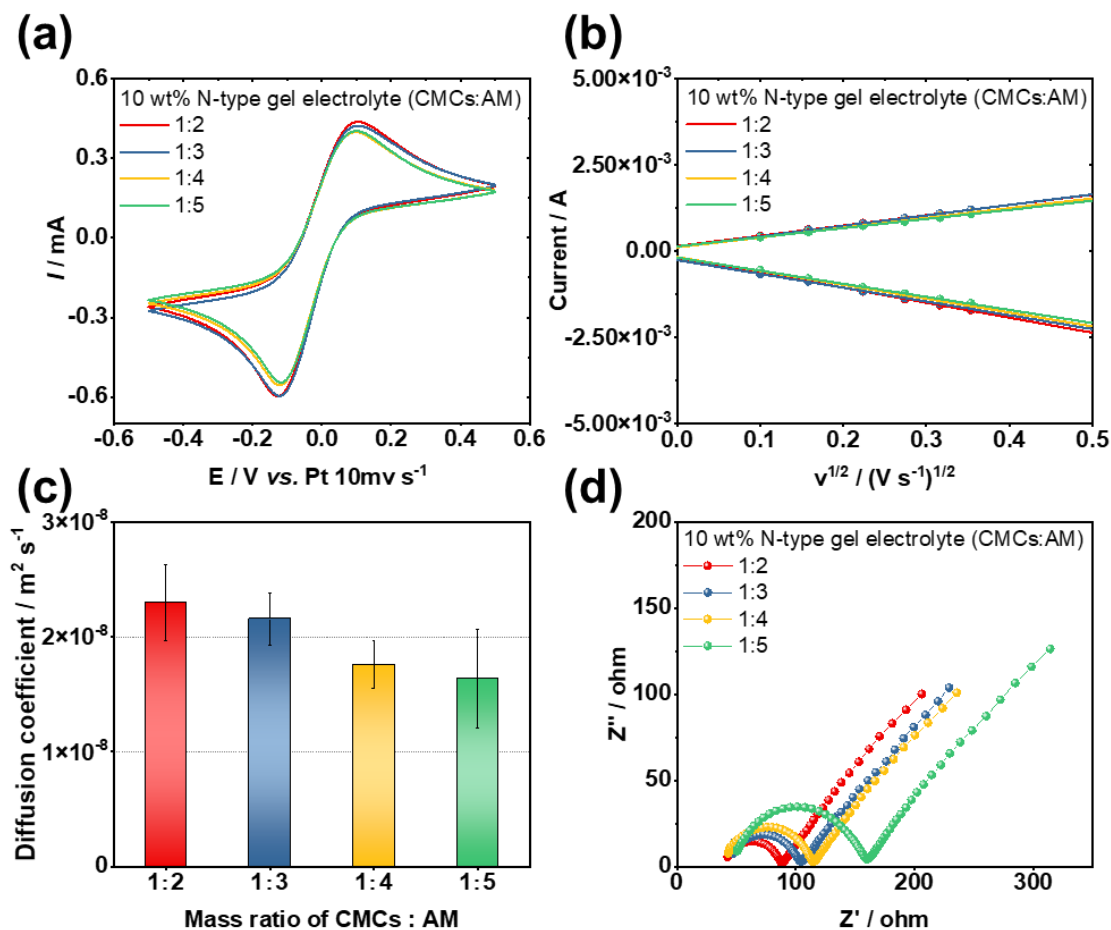 (a)
0.6
0.3
0.0
-0.3
-0.6
I / mA
10 wt% N-type gel electrolyte (CMCs:AM)
1:2
1:3
1:4
1:5
-0.6 -0.4 -0.2 0.0 0.2 0.4 0.6
E / V vs. Pt 10mv s⁻¹
(b)
5.00×10⁻³
2.50×10⁻³
0.00
-2.50×10⁻³
-5.00×10⁻³
Current / A
10 wt% N-type gel electrolyte (CMCs:AM)
1:2
1:3
1:4
1:5
0.0 0.1 0.2 0.3 0.4 0.5
v¹ᐟ² / (V s⁻¹)¹ᐟ²
(c)
3×10⁻⁸
2×10⁻⁸
1×10⁻⁸
0
Diffusion coefficient / m² s⁻¹
1:2 1:3 1:4 1:5
Mass ratio of CMCs : AM
(d)
200
150
100
50
0
Z'' / ohm
10 wt% N-type gel electrolyte (CMCs:AM)
1:2
1:3
1:4
1:5
0 100 200 300
Z' / ohm